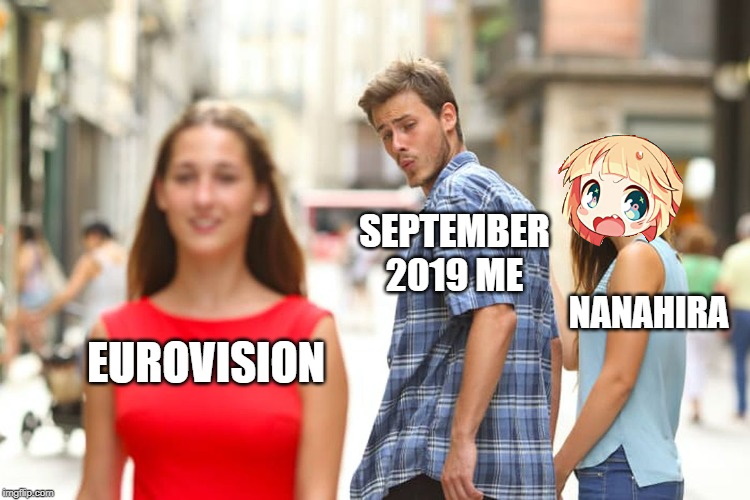 SEPTEMBER
2019 ME
NANAHIRA
EUROVISION
imgflip.com